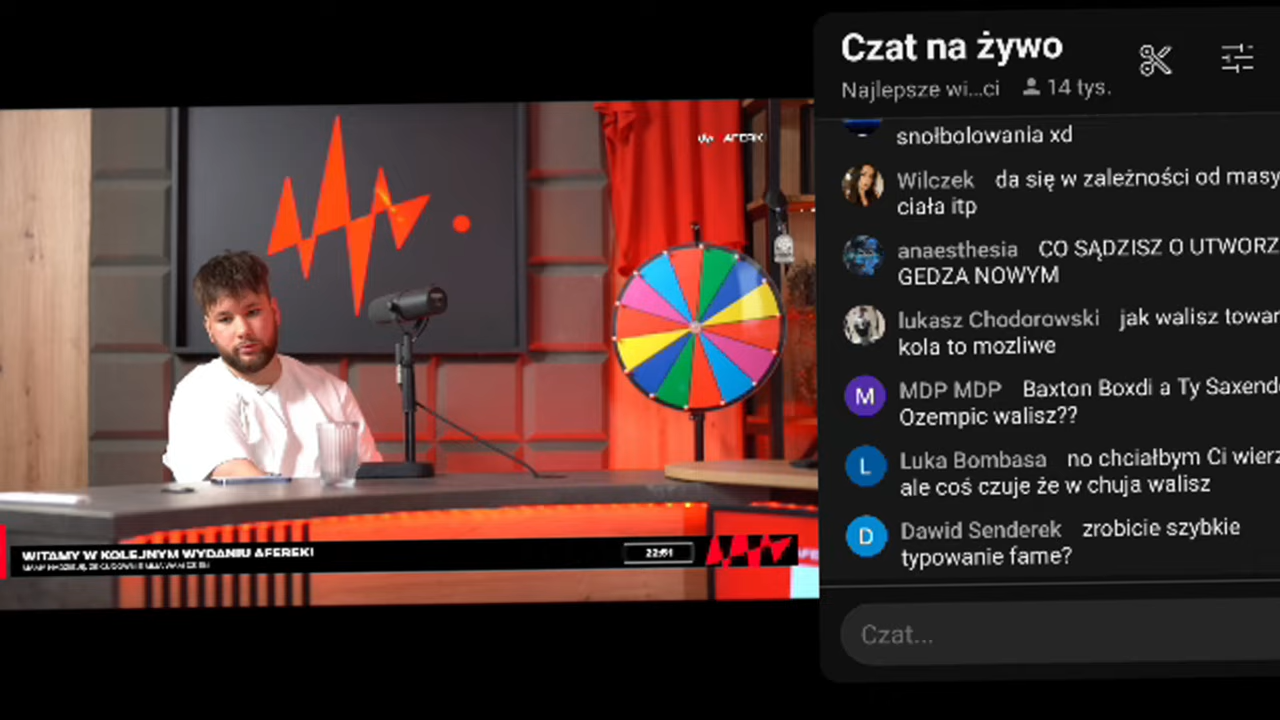 Czat na żywo
Najlepsze wi...ci 14 tys.
snołbolowania xd
Wilczek da się w zależności od masy
ciała itp
anaesthesia CO SĄDZISZ O UTWORZ
GEDZA NOWYM
lukasz Chodorowski jak walisz towar
kola to mozliwe
MDP MDP Baxton Boxdi a Ty Saxend
Ozempic walisz??
Luka Bombasa no chciałbym Ci wierz
ale coś czuje że w chuja walisz
Dawid Senderek zrobicie szybkie
typowanie fame?
Czat...
AFERKI
WITAMY W KOLEJNYM WYDANIU AFEREK!
22:51
M
L
D